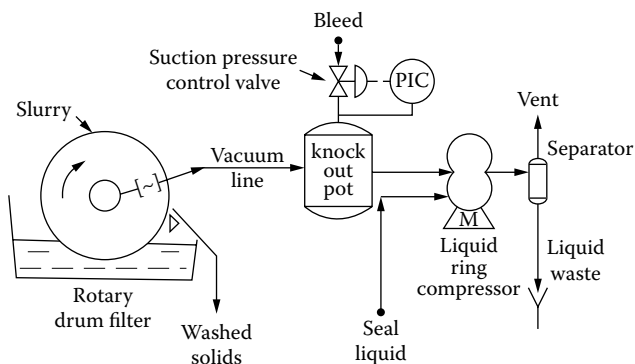 Bleed
Suction pressure
control valve
PIC
Slurry
Vent
Separator
[~]
Vacuum
line
knock
out
pot
M
Liquid
ring
compressor
Liquid
waste
Rotary
drum filter
Washed
solids
Seal
liquid